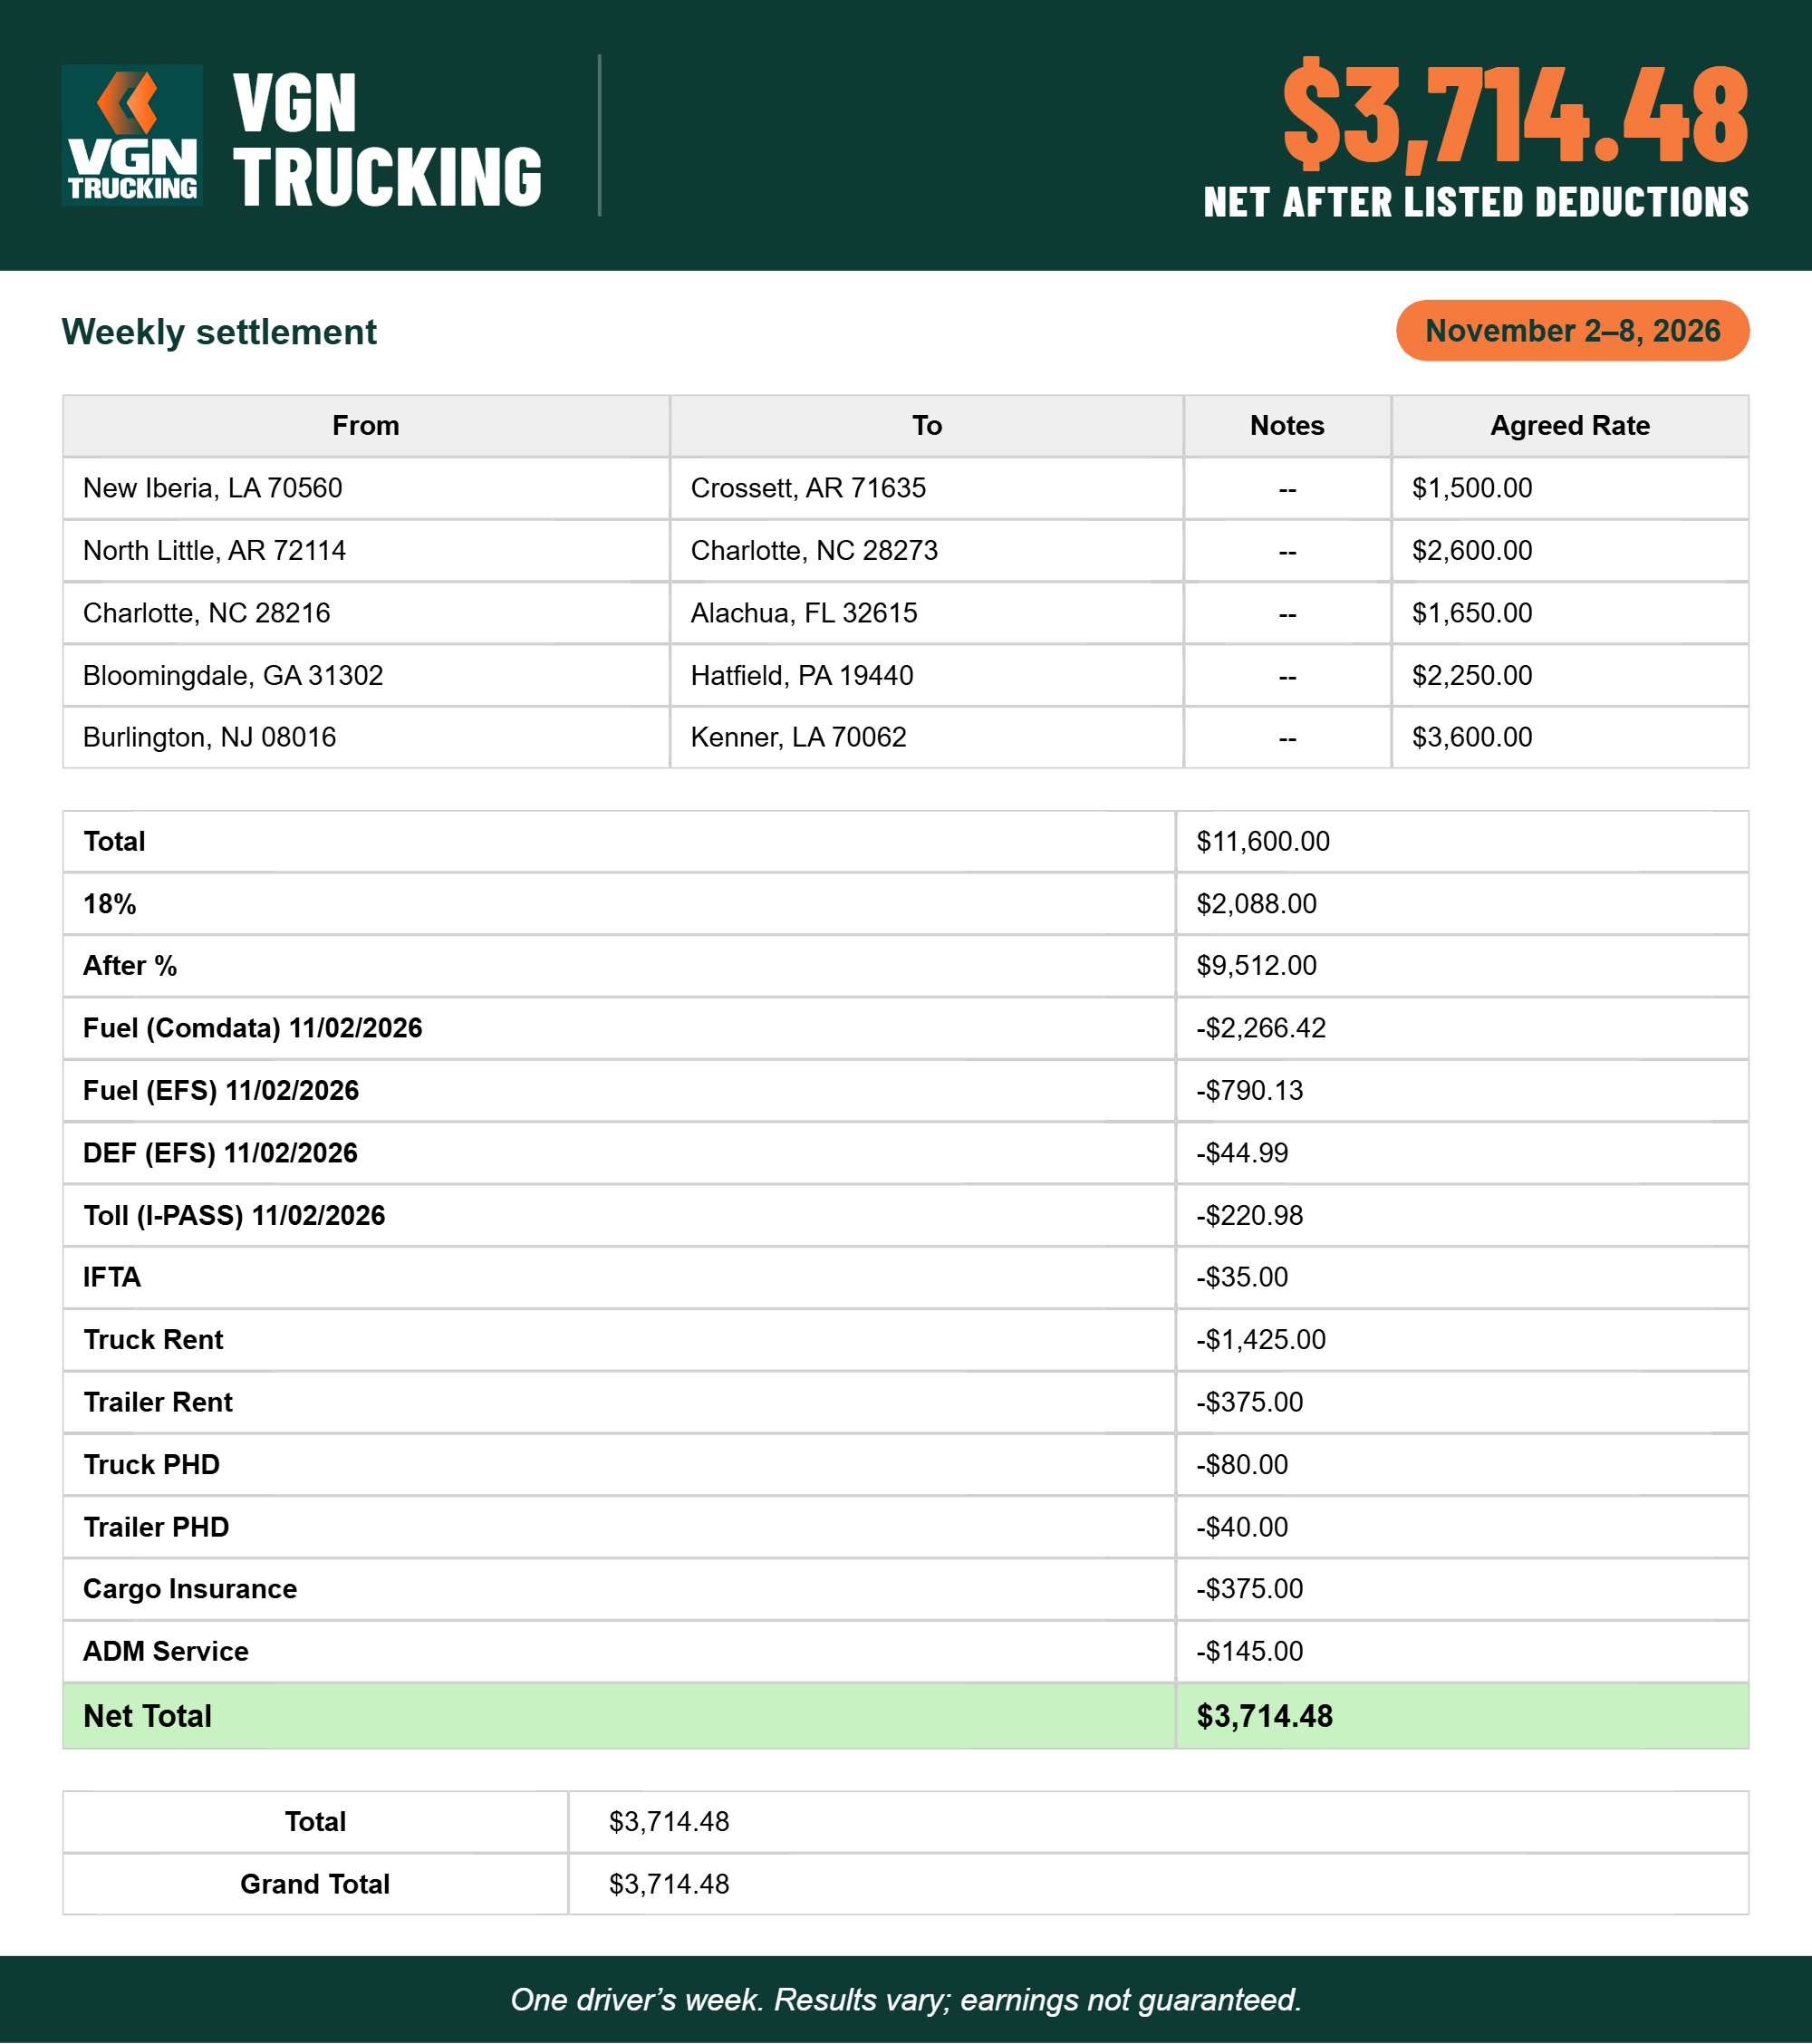 VGN
TRUCKING
VGN
TRUCKING
$3,714.48
NET AFTER LISTED DEDUCTIONS
Weekly settlement
November 2–8, 2026
From To Notes Agreed Rate
New Iberia, LA 70560 Crossett, AR 71635 -- $1,500.00
North Little, AR 72114 Charlotte, NC 28273 -- $2,600.00
Charlotte, NC 28216 Alachua, FL 32615 -- $1,650.00
Bloomingdale, GA 31302 Hatfield, PA 19440 -- $2,250.00
Burlington, NJ 08016 Kenner, LA 70062 -- $3,600.00
Total $11,600.00
18% $2,088.00
After % $9,512.00
Fuel (Comdata) 11/02/2026 -$2,266.42
Fuel (EFS) 11/02/2026 -$790.13
DEF (EFS) 11/02/2026 -$44.99
Toll (I-PASS) 11/02/2026 -$220.98
IFTA -$35.00
Truck Rent -$1,425.00
Trailer Rent -$375.00
Truck PHD -$80.00
Trailer PHD -$40.00
Cargo Insurance -$375.00
ADM Service -$145.00
Net Total $3,714.48
Total $3,714.48
Grand Total $3,714.48
One driver’s week. Results vary; earnings not guaranteed.